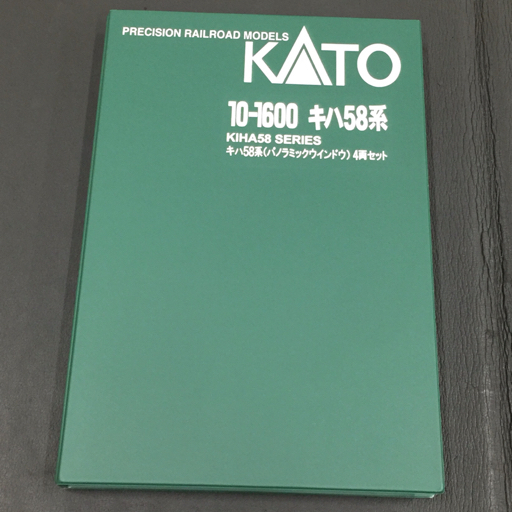 PRECISION RAILROAD MODELS
KATO
10-1600 キハ58系
KIHA58 SERIES
キハ58系(パノラミックウインドウ) 4両セット